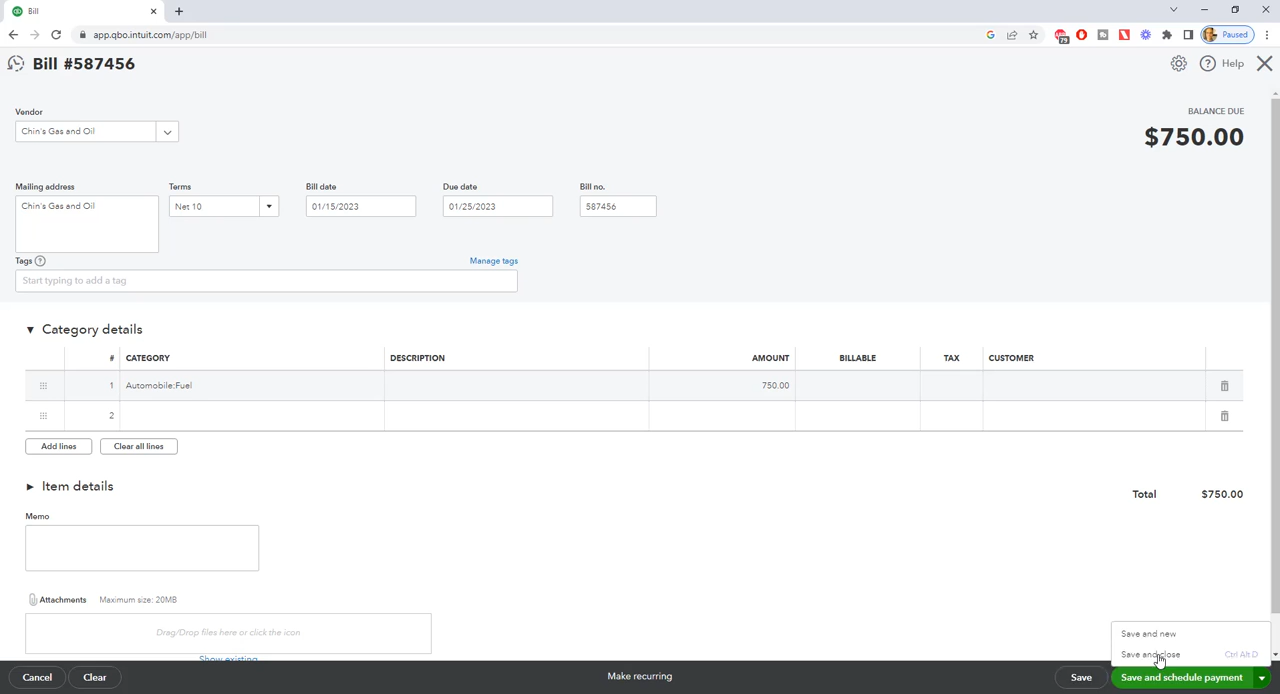 Bill
app.qbo.intuit.com/app/bill
79
Paused
Bill #587456
Help
Vendor
BALANCE DUE
Chin's Gas and Oil
$750.00
Mailing address
Terms
Bill date
Due date
Bill no.
Chin's Gas and Oil
Net 10
01/15/2023
01/25/2023
587456
Tags
Manage tags
Start typing to add a tag
Category details
# CATEGORY DESCRIPTION AMOUNT BILLABLE TAX CUSTOMER
1 Automobile:Fuel 750.00
2
Add lines
Clear all lines
Item details
Total $750.00
Memo
Attachments Maximum size: 20MB
Drag/Drop files here or click the icon
Show existing
Save and new
Save and close Ctrl Alt D
Cancel
Clear
Make recurring
Save
Save and schedule payment